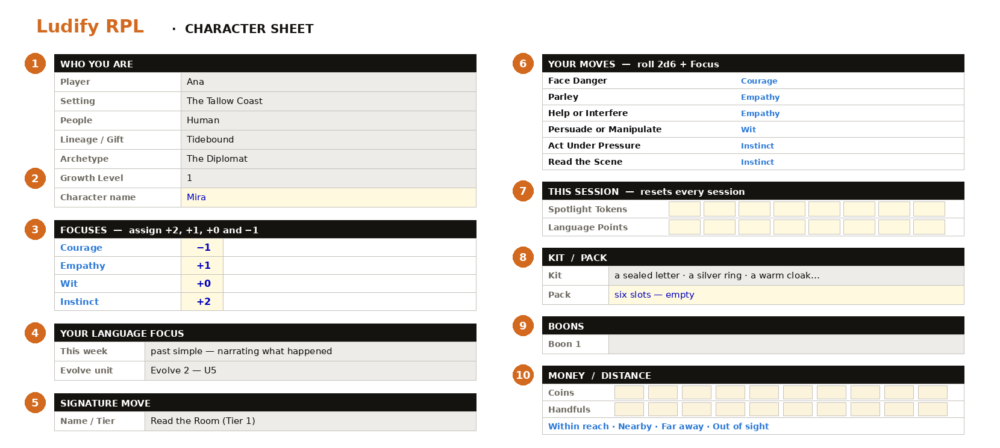 Ludify RPL · CHARACTER SHEET
1 WHO YOU ARE
Player Ana
Setting The Tallow Coast
People Human
Lineage / Gift Tidebound
Archetype The Diplomat
2 Growth Level 1
Character name Mira
3 FOCUSES — assign +2, +1, +0 and −1
Courage −1
Empathy +1
Wit +0
Instinct +2
4 YOUR LANGUAGE FOCUS
This week past simple — narrating what happened
Evolve unit Evolve 2 — U5
5 SIGNATURE MOVE
Name / Tier Read the Room (Tier 1)
6 YOUR MOVES — roll 2d6 + Focus
Face Danger Courage
Parley Empathy
Help or Interfere Empathy
Persuade or Manipulate Wit
Act Under Pressure Instinct
Read the Scene Instinct
7 THIS SESSION — resets every session
Spotlight Tokens
Language Points
8 KIT / PACK
Kit a sealed letter · a silver ring · a warm cloak…
Pack six slots — empty
9 BOONS
Boon 1
10 MONEY / DISTANCE
Coins
Handfuls
Within reach · Nearby · Far away · Out of sight